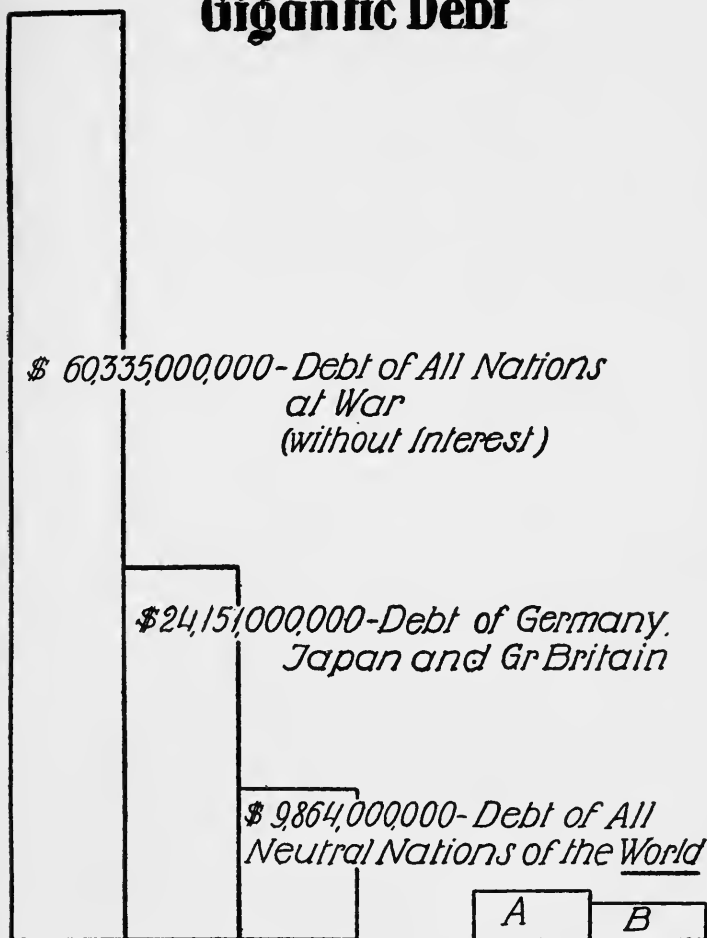 Gigantic Debt
$ 60,335,000,000-Debt of All Nations
at War
(without Interest)
$24,151,000,000-Debt of Germany,
Japan and Gr Britain
$ 9,864,000,000-Debt of All
Neutral Nations of the World
A
B